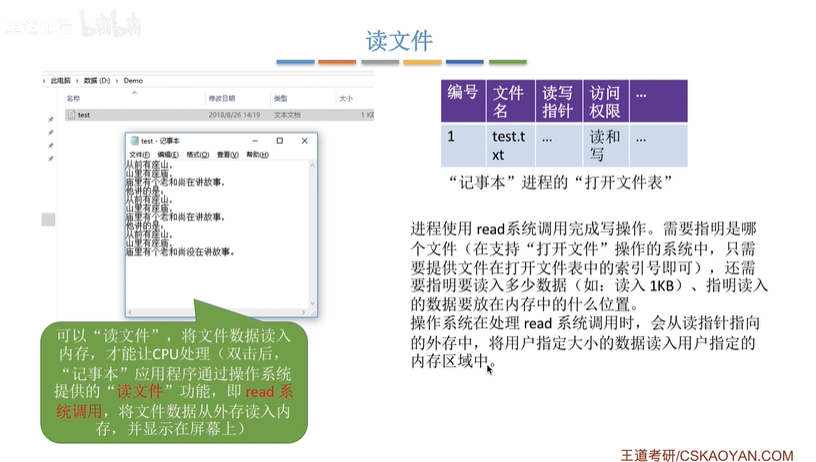 bilibili
读文件
› 此电脑 › 数据 (D:) › Demo
名称 修改日期 类型 大小
test 2018/8/26 14:19 文本文档 1 KB
test - 记事本
文件(F) 编辑(E) 格式(O) 查看(V) 帮助(H)
从前有座山,
山里有座庙,
庙里有个老和尚在讲故事。
他讲的是:
从前有座山,
山里有座庙,
庙里有个老和尚在讲故事。
他讲的是:
从前有座山,
山里有座庙,
庙里有个老和尚没在讲故事。
可以“读文件”,将文件数据读入
内存,才能让CPU处理(双击后,
“记事本”应用程序通过操作系统
提供的“读文件”功能,即 read 系
统调用,将文件数据从外存读入内
存,并显示在屏幕上)
编号 文件名 读写指针 访问权限 …
1 test.txt … 读和写 …
“记事本”进程的“打开文件表”
进程使用 read系统调用完成写操作。需要指明是哪
个文件(在支持“打开文件”操作的系统中,只需
要提供文件在打开文件表中的索引号即可),还需
要指明要读入多少数据(如:读入 1KB)、指明读入
的数据要放在内存中的什么位置。
操作系统在处理 read 系统调用时,会从读指针指向
的外存中,将用户指定大小的数据读入用户指定的
内存区域中。
王道考研/CSKAOYAN.COM